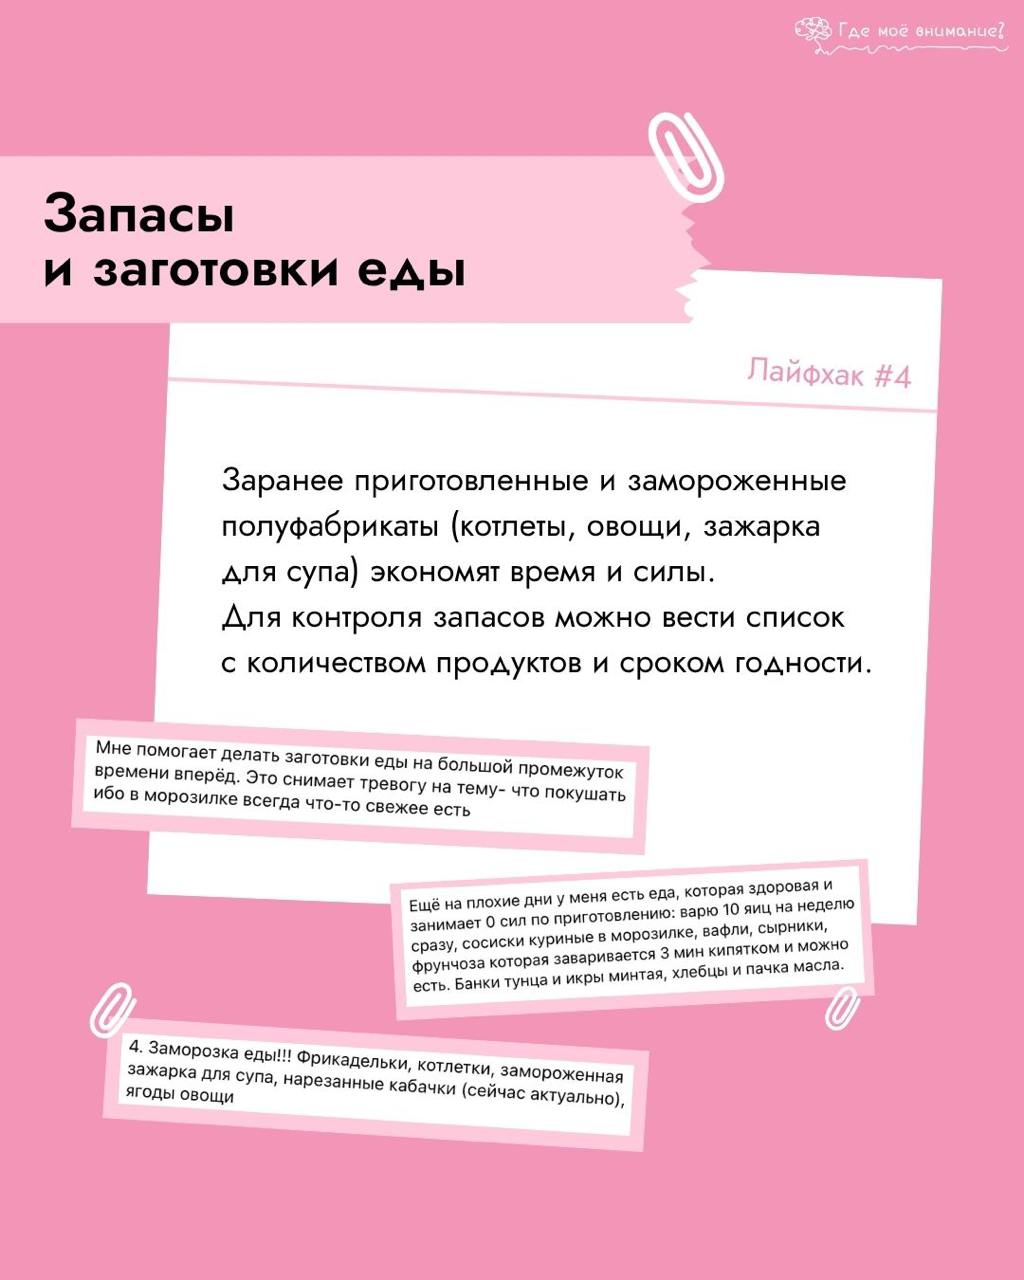 Где моё внимание?
Запасы
и заготовки еды
Лайфхак #4
Заранее приготовленные и замороженные
полуфабрикаты (котлеты, овощи, зажарка
для супа) экономят время и силы.
Для контроля запасов можно вести список
с количеством продуктов и сроком годности.
Мне помогает делать заготовки еды на большой промежуток
времени вперёд. Это снимает тревогу на тему- что покушать
ибо в морозилке всегда что-то свежее есть
Ещё на плохие дни у меня есть еда, которая здоровая и
занимает 0 сил по приготовлению: варю 10 яиц на неделю
сразу, сосиски куриные в морозилке, вафли, сырники,
фрунчоза которая заваривается 3 мин кипятком и можно
есть. Банки тунца и икры минтая, хлебцы и пачка масла.
4. Заморозка еды!!! Фрикадельки, котлетки, замороженная
зажарка для супа, нарезанные кабачки (сейчас актуально),
ягоды овощи